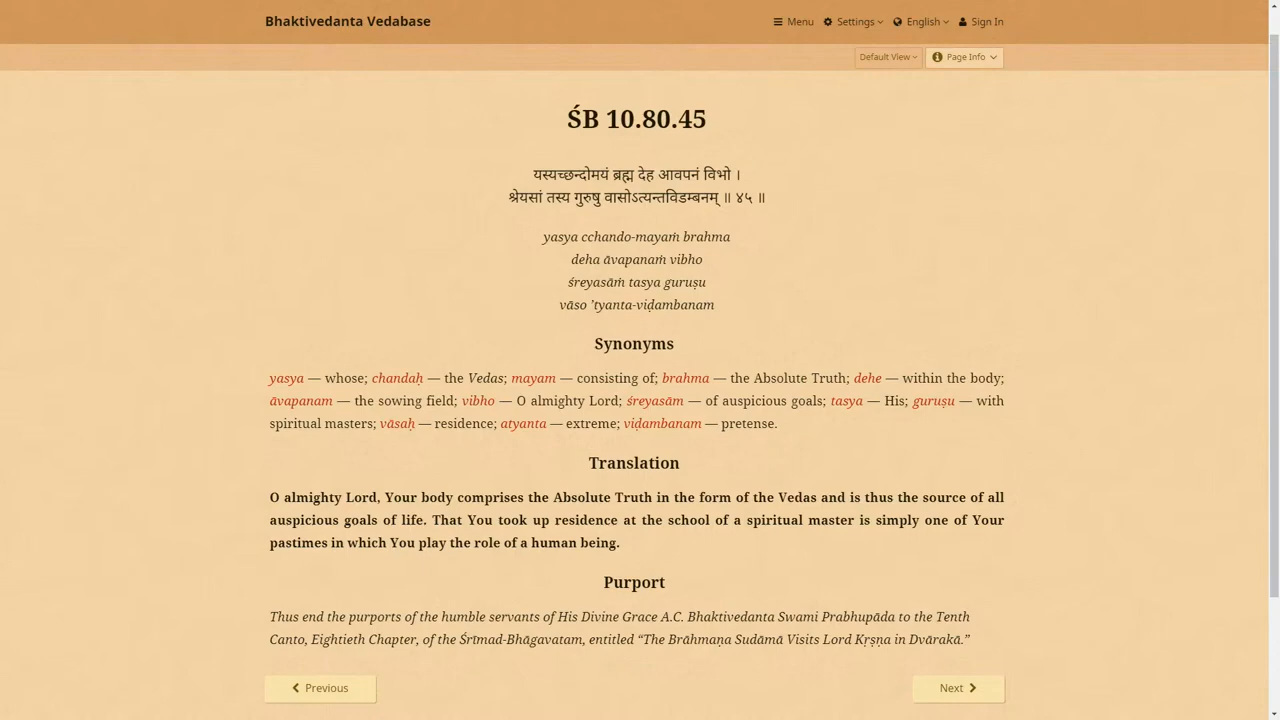 Bhaktivedanta Vedabase
Menu Settings English Sign In
Default View Page Info
ŚB 10.80.45
यस्यच्छन्दोमयं ब्रह्म देह आवपनं विभो ।
श्रेयसां तस्य गुरुषु वासोऽत्यन्तविडम्बनम् ॥ ४५ ॥
yasya cchando-mayaṁ brahma
deha āvapanaṁ vibho
śreyasāṁ tasya guruṣu
vāso ’tyanta-viḍambanam
Synonyms
yasya — whose; chandaḥ — the Vedas; mayam — consisting of; brahma — the Absolute Truth; dehe — within the body;
āvapanam — the sowing field; vibho — O almighty Lord; śreyasām — of auspicious goals; tasya — His; guruṣu — with
spiritual masters; vāsaḥ — residence; atyanta — extreme; viḍambanam — pretense.
Translation
O almighty Lord, Your body comprises the Absolute Truth in the form of the Vedas and is thus the source of all
auspicious goals of life. That You took up residence at the school of a spiritual master is simply one of Your
pastimes in which You play the role of a human being.
Purport
Thus end the purports of the humble servants of His Divine Grace A.C. Bhaktivedanta Swami Prabhupāda to the Tenth
Canto, Eightieth Chapter, of the Śrīmad-Bhāgavatam, entitled “The Brāhmaṇa Sudāmā Visits Lord Kṛṣṇa in Dvārakā.”
Previous Next